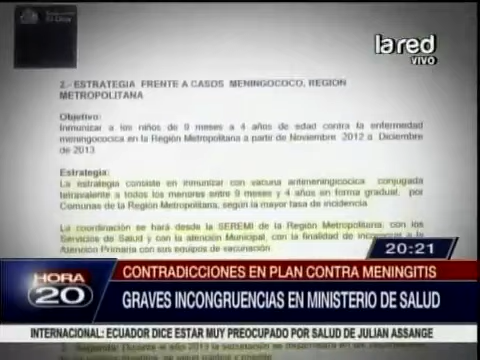 la red
VIVO
2.- ESTRATEGIA FRENTE A CASOS MENINGOCOCO, REGION
METROPOLITANA
Objetivo:
Inmunizar a los niños de 9 meses a 4 años de edad contra la enfermedad
meningocócica en la Región Metropolitana a partir de Noviembre 2012 a Diciembre
de 2013
Estrategia:
La estrategia consiste en inmunizar con vacuna antimeningocócica conjugada
tetravalente a todos los menores entre 9 meses y 4 años en forma gradual, por
Comunas de la Región Metropolitana, según la mayor tasa de incidencia
La coordinación se hará desde la SEREMI de la Región Metropolitana, con los
Servicios de Salud y con la atención Municipal, con la finalidad de incorporar a la
Atención Primaria con sus equipos de vacunación.
20:21
HORA
20
CONTRADICCIONES EN PLAN CONTRA MENINGITIS
GRAVES INCONGRUENCIAS EN MINISTERIO DE SALUD
INTERNACIONAL: ECUADOR DICE ESTAR MUY PREOCUPADO POR SALUD DE JULIAN ASSANGE